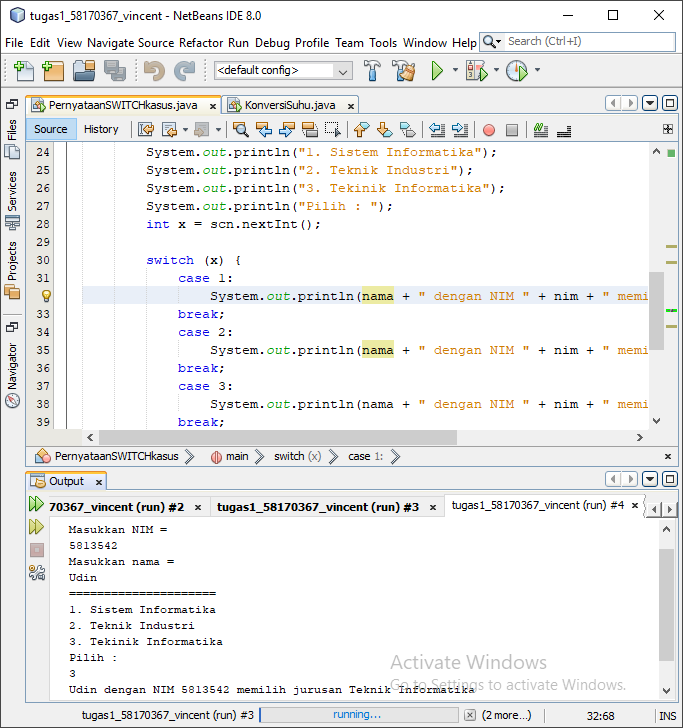 tugas1_58170367_vincent - NetBeans IDE 8.0
File Edit View Navigate Source Refactor Run Debug Profile Team Tools Window Help
Search (Ctrl+I)
<default config>
PernyataanSWITCHkasus.java
KonversiSuhu.java
Source History
Files
Services
Projects
Navigator
24 System.out.println("1. Sistem Informatika");
25 System.out.println("2. Teknik Industri");
26 System.out.println("3. Tekinik Informatika");
27 System.out.println("Pilih : ");
28 int x = scn.nextInt();
29
30 switch (x) {
31 case 1:
System.out.println(nama + " dengan NIM " + nim + " memi
33 break;
34 case 2:
35 System.out.println(nama + " dengan NIM " + nim + " memi
36 break;
37 case 3:
38 System.out.println(nama + " dengan NIM " + nim + " memi
39 break;
PernyataanSWITCHkasus main switch (x) case 1:
Output
70367_vincent (run) #2 tugas1_58170367_vincent (run) #3 tugas1_58170367_vincent (run) #4
Masukkan NIM =
5813542
Masukkan nama =
Udin
======================
1. Sistem Informatika
2. Teknik Industri
3. Tekinik Informatika
Pilih :
3
Udin dengan NIM 5813542 memilih jurusan Teknik Informatika
Activate Windows
Go to Settings to activate Windows.
tugas1_58170367_vincent (run) #3 running... (2 more...) 32:68 INS